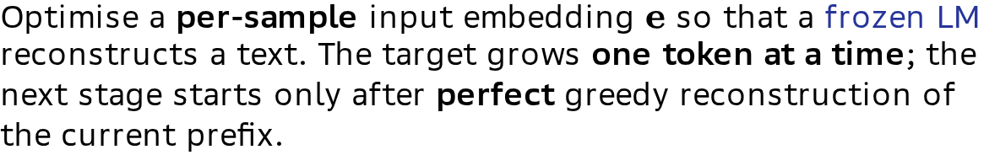 Optimise a per-sample input embedding e so that a frozen LM
reconstructs a text. The target grows one token at a time; the
next stage starts only after perfect greedy reconstruction of
the current prefix.